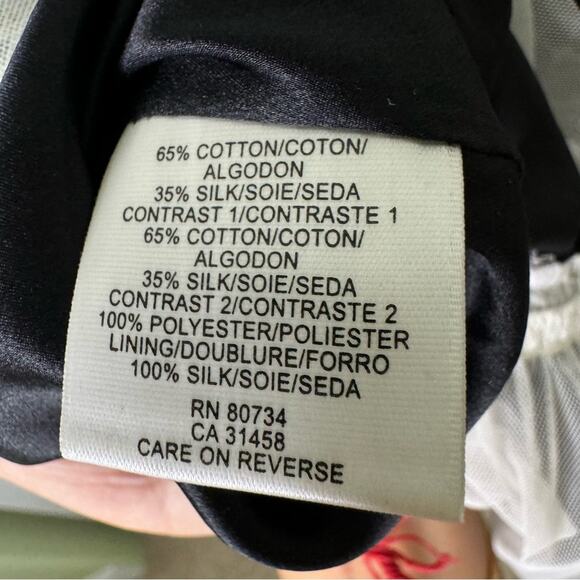 65% COTTON/COTON/
ALGODON
35% SILK/SOIE/SEDA
CONTRAST 1/CONTRASTE 1
65% COTTON/COTON/
ALGODON
35% SILK/SOIE/SEDA
CONTRAST 2/CONTRASTE 2
100% POLYESTER/POLIESTER
LINING/DOUBLURE/FORRO
100% SILK/SOIE/SEDA
RN 80734
CA 31458
CARE ON REVERSE